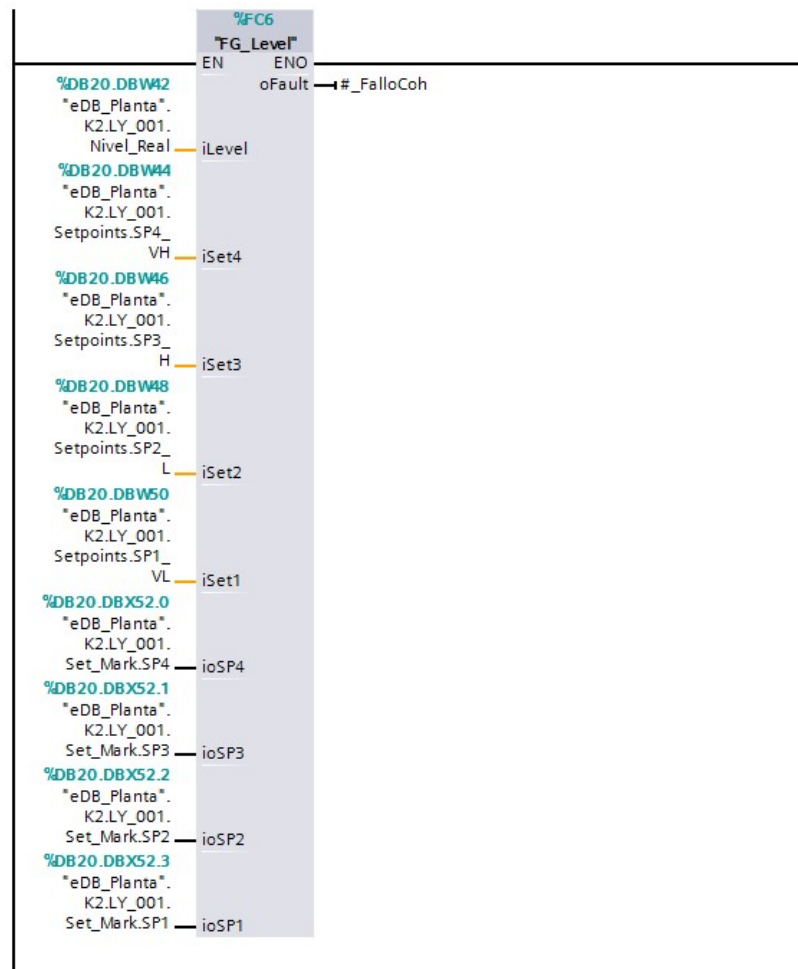 %FC6
"FG_Level"
EN ENO
%DB20.DBW42 oFault #_FalloCoh
"eDB_Planta".
K2.LY_001.
Nivel_Real iLevel
%DB20.DBW44
"eDB_Planta".
K2.LY_001.
Setpoints.SP4_
VH iSet4
%DB20.DBW46
"eDB_Planta".
K2.LY_001.
Setpoints.SP3_
H iSet3
%DB20.DBW48
"eDB_Planta".
K2.LY_001.
Setpoints.SP2_
L iSet2
%DB20.DBW50
"eDB_Planta".
K2.LY_001.
Setpoints.SP1_
VL iSet1
%DB20.DBX52.0
"eDB_Planta".
K2.LY_001.
Set_Mark.SP4 ioSP4
%DB20.DBX52.1
"eDB_Planta".
K2.LY_001.
Set_Mark.SP3 ioSP3
%DB20.DBX52.2
"eDB_Planta".
K2.LY_001.
Set_Mark.SP2 ioSP2
%DB20.DBX52.3
"eDB_Planta".
K2.LY_001.
Set_Mark.SP1 ioSP1